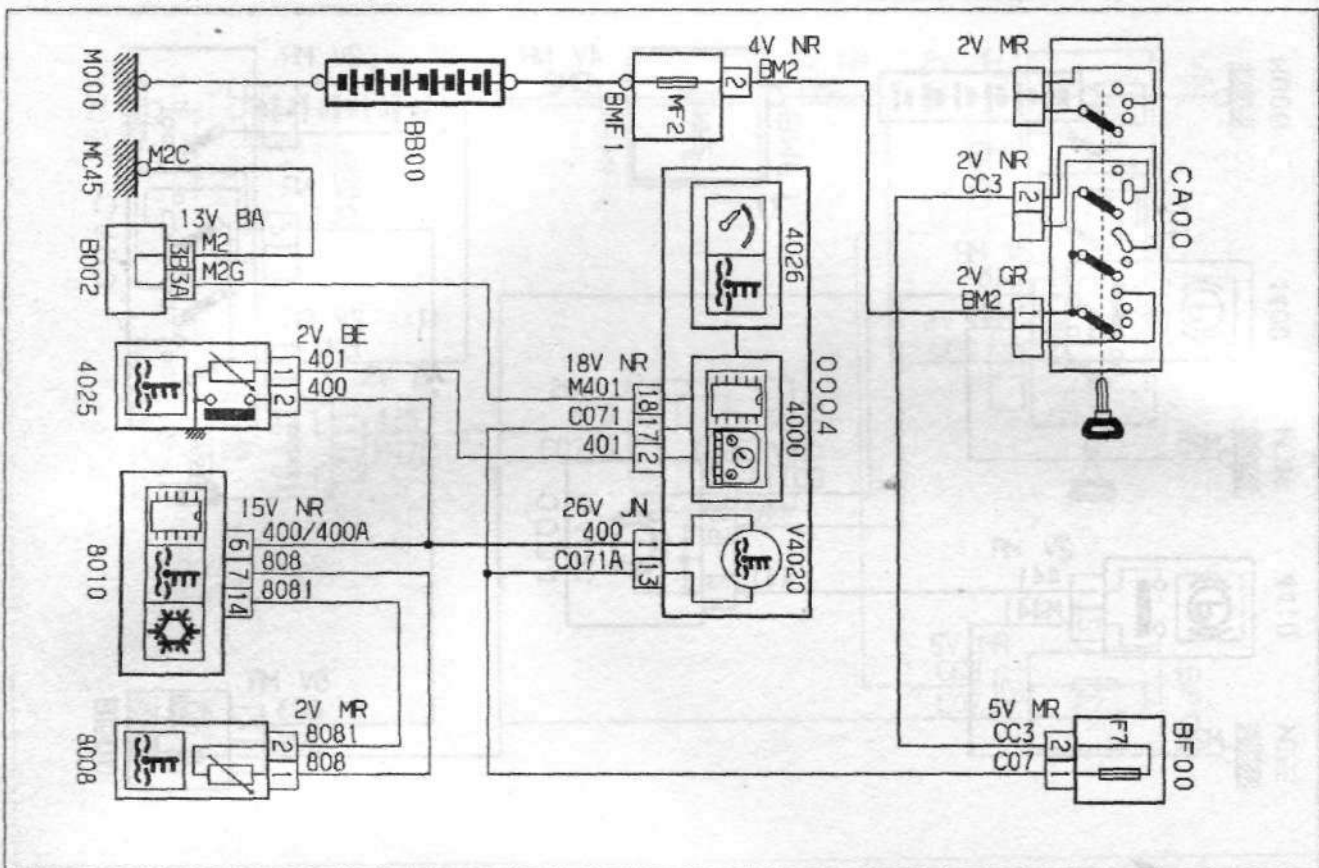 M000
BB00
BMF1
MF2
4V NR
BM2
2
2V MR
CA00
MC45
M2C
13V BA
M2
3B 3A
M2G
B002
2V NR
CC3
2
2V GR
BM2
1
4026
0004
4000
2V BE
401
400
1
2
4025
18V NR
M401
C071
401
18 17 2
15V NR
400/400A
808
8081
6 7 14
8010
26V JN
400
C071A
1 13
V4020
2V MR
8081
808
2
1
8008
5V MR
CC3
C07
2
1
F7
BF00